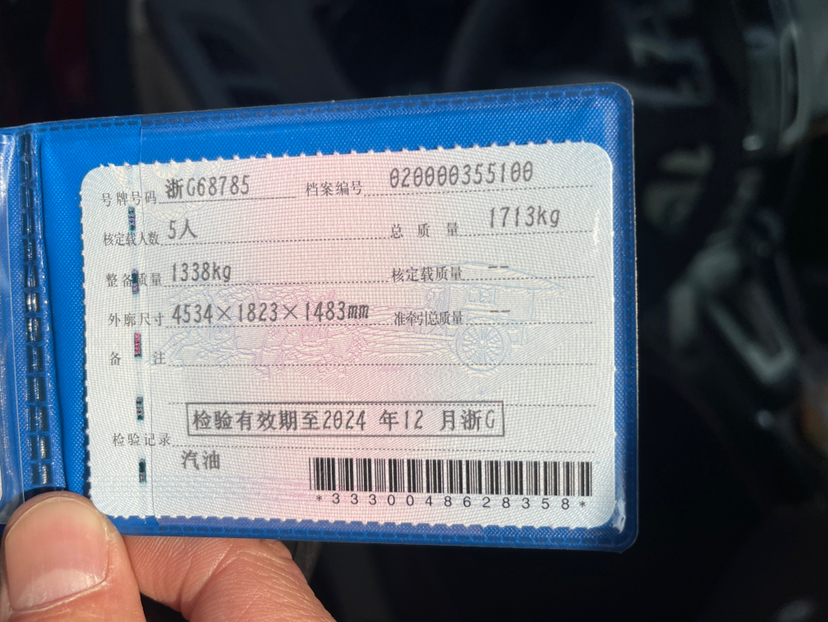 号牌号码 浙G68785 档案编号 020000355100
核定载人数 5人 总质量 1713kg
整备质量 1338kg 核定载质量 --
外廓尺寸 4534×1823×1483mm 准牵引总质量 --
备注
检验记录 检验有效期至2024 年12 月浙G
汽油
*3330048628358*